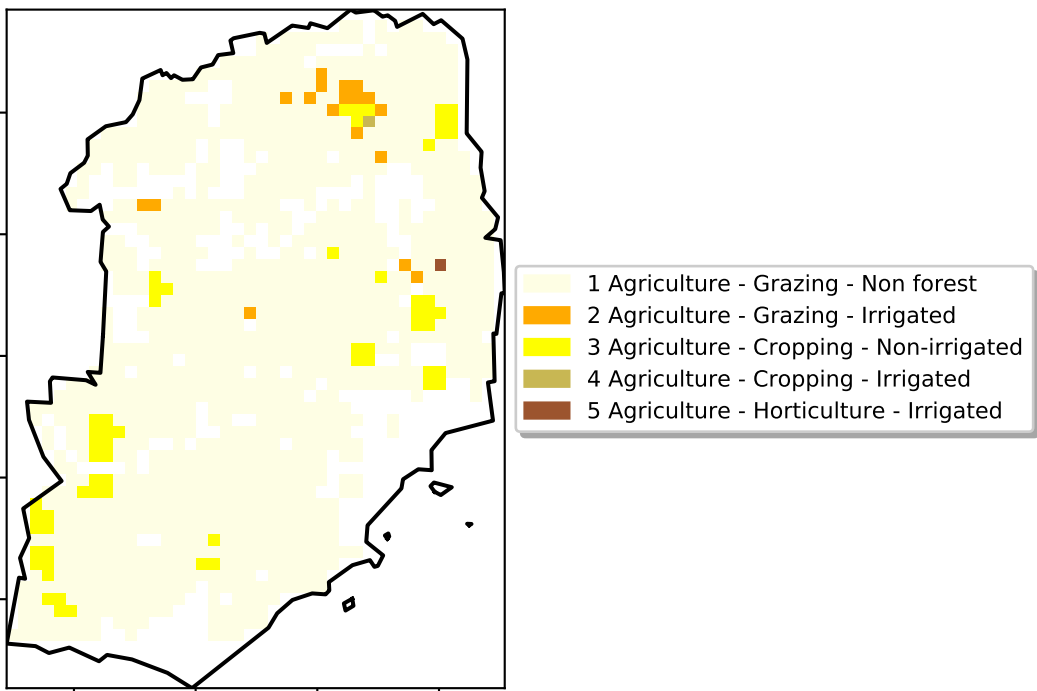 1 Agriculture - Grazing - Non forest
2 Agriculture - Grazing - Irrigated
3 Agriculture - Cropping - Non-irrigated
4 Agriculture - Cropping - Irrigated
5 Agriculture - Horticulture - Irrigated